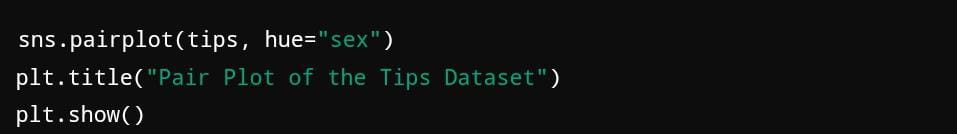 sns.pairplot(tips, hue="sex")
plt.title("Pair Plot of the Tips Dataset")
plt.show()